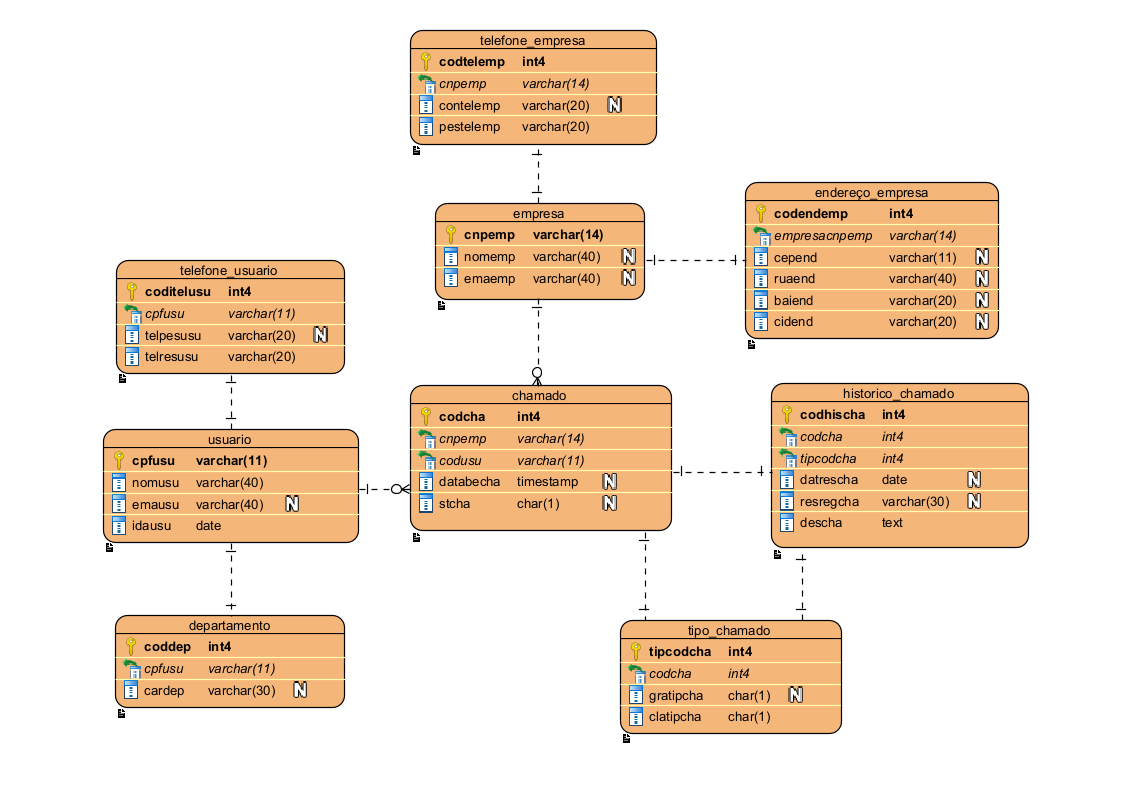 telefone_empresa
codtelemp int4
cnpemp varchar(14)
contelemp varchar(20) N
pestelemp varchar(20)
endereço_empresa
codendemp int4
empresacnpemp varchar(14)
cepend varchar(11) N
ruaend varchar(40) N
baiend varchar(20) N
cidend varchar(20) N
empresa
cnpemp varchar(14)
nomemp varchar(40) N
emaemp varchar(40) N
telefone_usuario
coditelusu int4
cpfusu varchar(11)
telpesusu varchar(20) N
telresusu varchar(20)
chamado
codcha int4
cnpemp varchar(14)
codusu varchar(11)
databecha timestamp N
stcha char(1) N
historico_chamado
codhischa int4
codcha int4
tipcodcha int4
datrescha date N
resregcha varchar(30) N
descha text
usuario
cpfusu varchar(11)
nomusu varchar(40)
emausu varchar(40) N
idausu date
departamento
coddep int4
cpfusu varchar(11)
cardep varchar(30) N
tipo_chamado
tipcodcha int4
codcha int4
gratipcha char(1) N
clatipcha char(1)